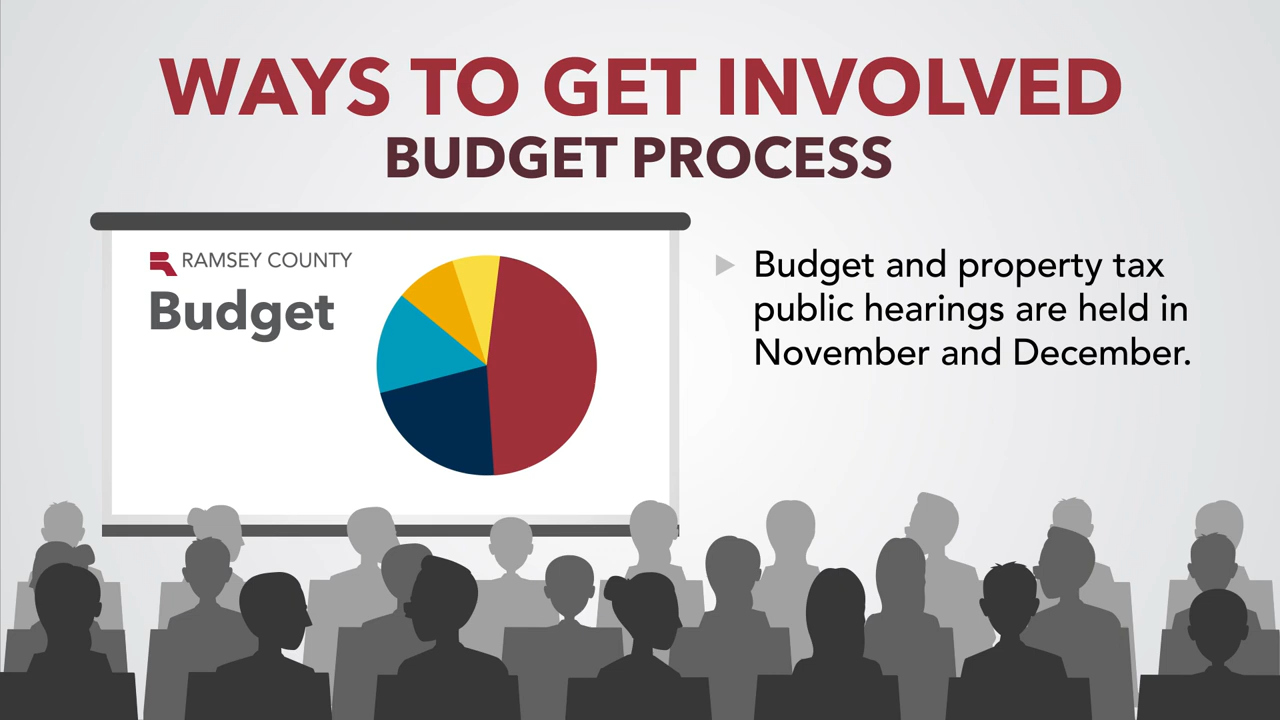 WAYS TO GET INVOLVED
BUDGET PROCESS
RAMSEY COUNTY
Budget
Budget and property tax
public hearings are held in
November and December.